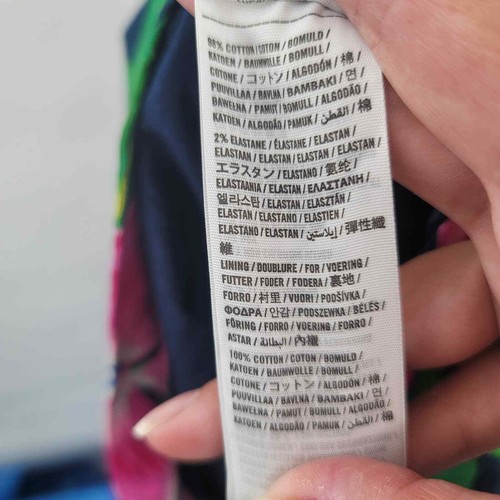 98% COTTON / COTON / BOMULD /
KATOEN / BAUMWOLLE / BOMULL /
COTONE / コットン / ALGODÓN / 棉 /
PUUVILLAA / BAVLNA / BAMBAKI / 면 /
BAWEŁNA / PAMUT / BOMULL / ALGODÃO /
KATOEN / ALGODÃO / PAMUK / القطن / 棉
2% ELASTANE / ÉLASTANE / ELASTAN /
ELASTAAN / ELASTAN / ELASTAN / ELASTAN /
エラスタン / ELASTANO / 氨纶 /
ELASTAANIA / ELASTAN / ΕΛΑΣΤΑΝΗ /
엘라스탄 / ELASTAN / ELASZTÁN /
ELASTAN / ELASTANO / ELASTIEN /
ELASTANO / ELASTAN / إيلاستين / 彈性纖
維
LINING / DOUBLURE / FOR / VOERING /
FUTTER / FODER / FODERA / 裏地 /
FORRO / 衬里 / VUORI / PODŠÍVKA /
ΦΟΔΡΑ / 안감 / PODSZEWKA / BÉLÉS /
FÔRING / FORRO / VOERING / FORRO /
ASTAR / البطانة / 內襯
100% COTTON / COTON / BOMULD /
KATOEN / BAUMWOLLE / BOMULL /
COTONE / コットン / ALGODÓN / 棉 /
PUUVILLAA / BAVLNA / BAMBAKI / 면 /
BAWEŁNA / PAMUT / BOMULL / ALGODÃO /
KATOEN / ALGODÃO / PAMUK / القطن / 棉